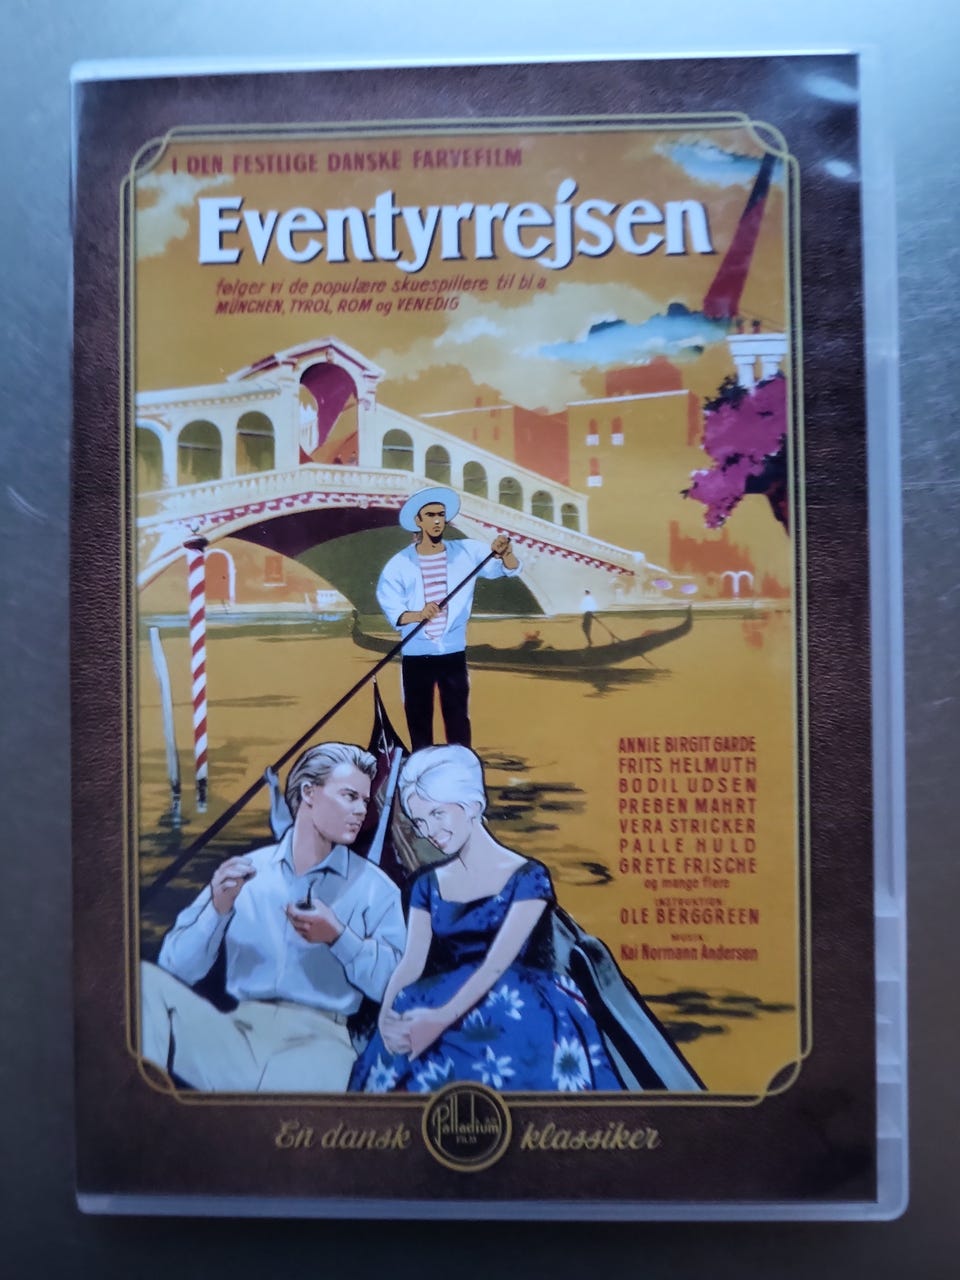 I DEN FESTLIGE DANSKE FARVEFILM
Eventyrrejsen
følger vi de populære skuespillere til bl a
MÜNCHEN, TYROL, ROM og VENEDIG
ANNIE BIRGIT GARDE
FRITS HELMUTH
BODIL UDSEN
PREBEN MAHRT
VERA STRICKER
PALLE HULD
GRETE FRISCHE
og mange flere
INSTRUKTION:
OLE BERGGREEN
MUSIK:
Kai Normann Andersen
En dansk Palladium klassiker
A/S
FILM